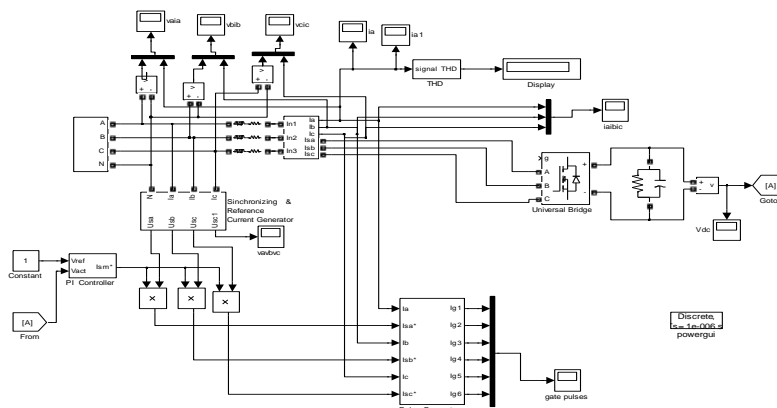 vaia
vbib
vcic
ia
ia1
signal THD
THD
Display
v
+ -
v
+ -
v
+ -
A
B
C
N
In1
In2
In3
Ia
Ib
Ic
Isa
Isb
Isc
iaibic
g
A
B
C
+
-
Universal Bridge
+
-
v
[A]
Goto
Vdc
N
Ia
Ib
Ic
Usa
Usb
Usc
Usc1
Sinchronizing &
Reference
Current Generator
vavbvc
1
Constant
Vref
Vact
Ism*
PI Controller
[A]
From
X
X
X
Ia
Isa*
Ib
Isb*
Ic
Isc*
Ig1
Ig2
Ig3
Ig4
Ig5
Ig6
gate pulses
Discrete,
s = 1e-006 s
powergui